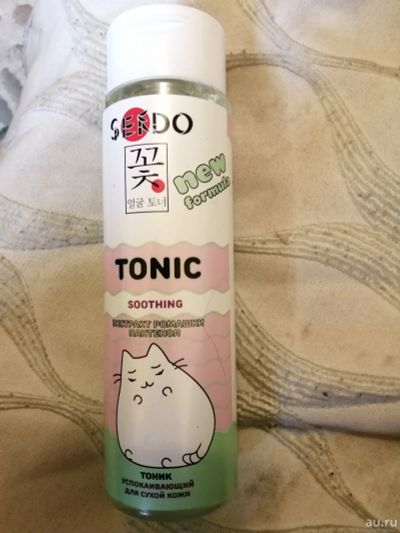 SENDO
꽃
얼굴 토너
new
formula
TONIC
SOOTHING
ЭКСТРАКТ РОМАШКИ
ПАНТЕНОЛ
ТОНИК
УСПОКАИВАЮЩИЙ
ДЛЯ СУХОЙ КОЖИ
au.ru